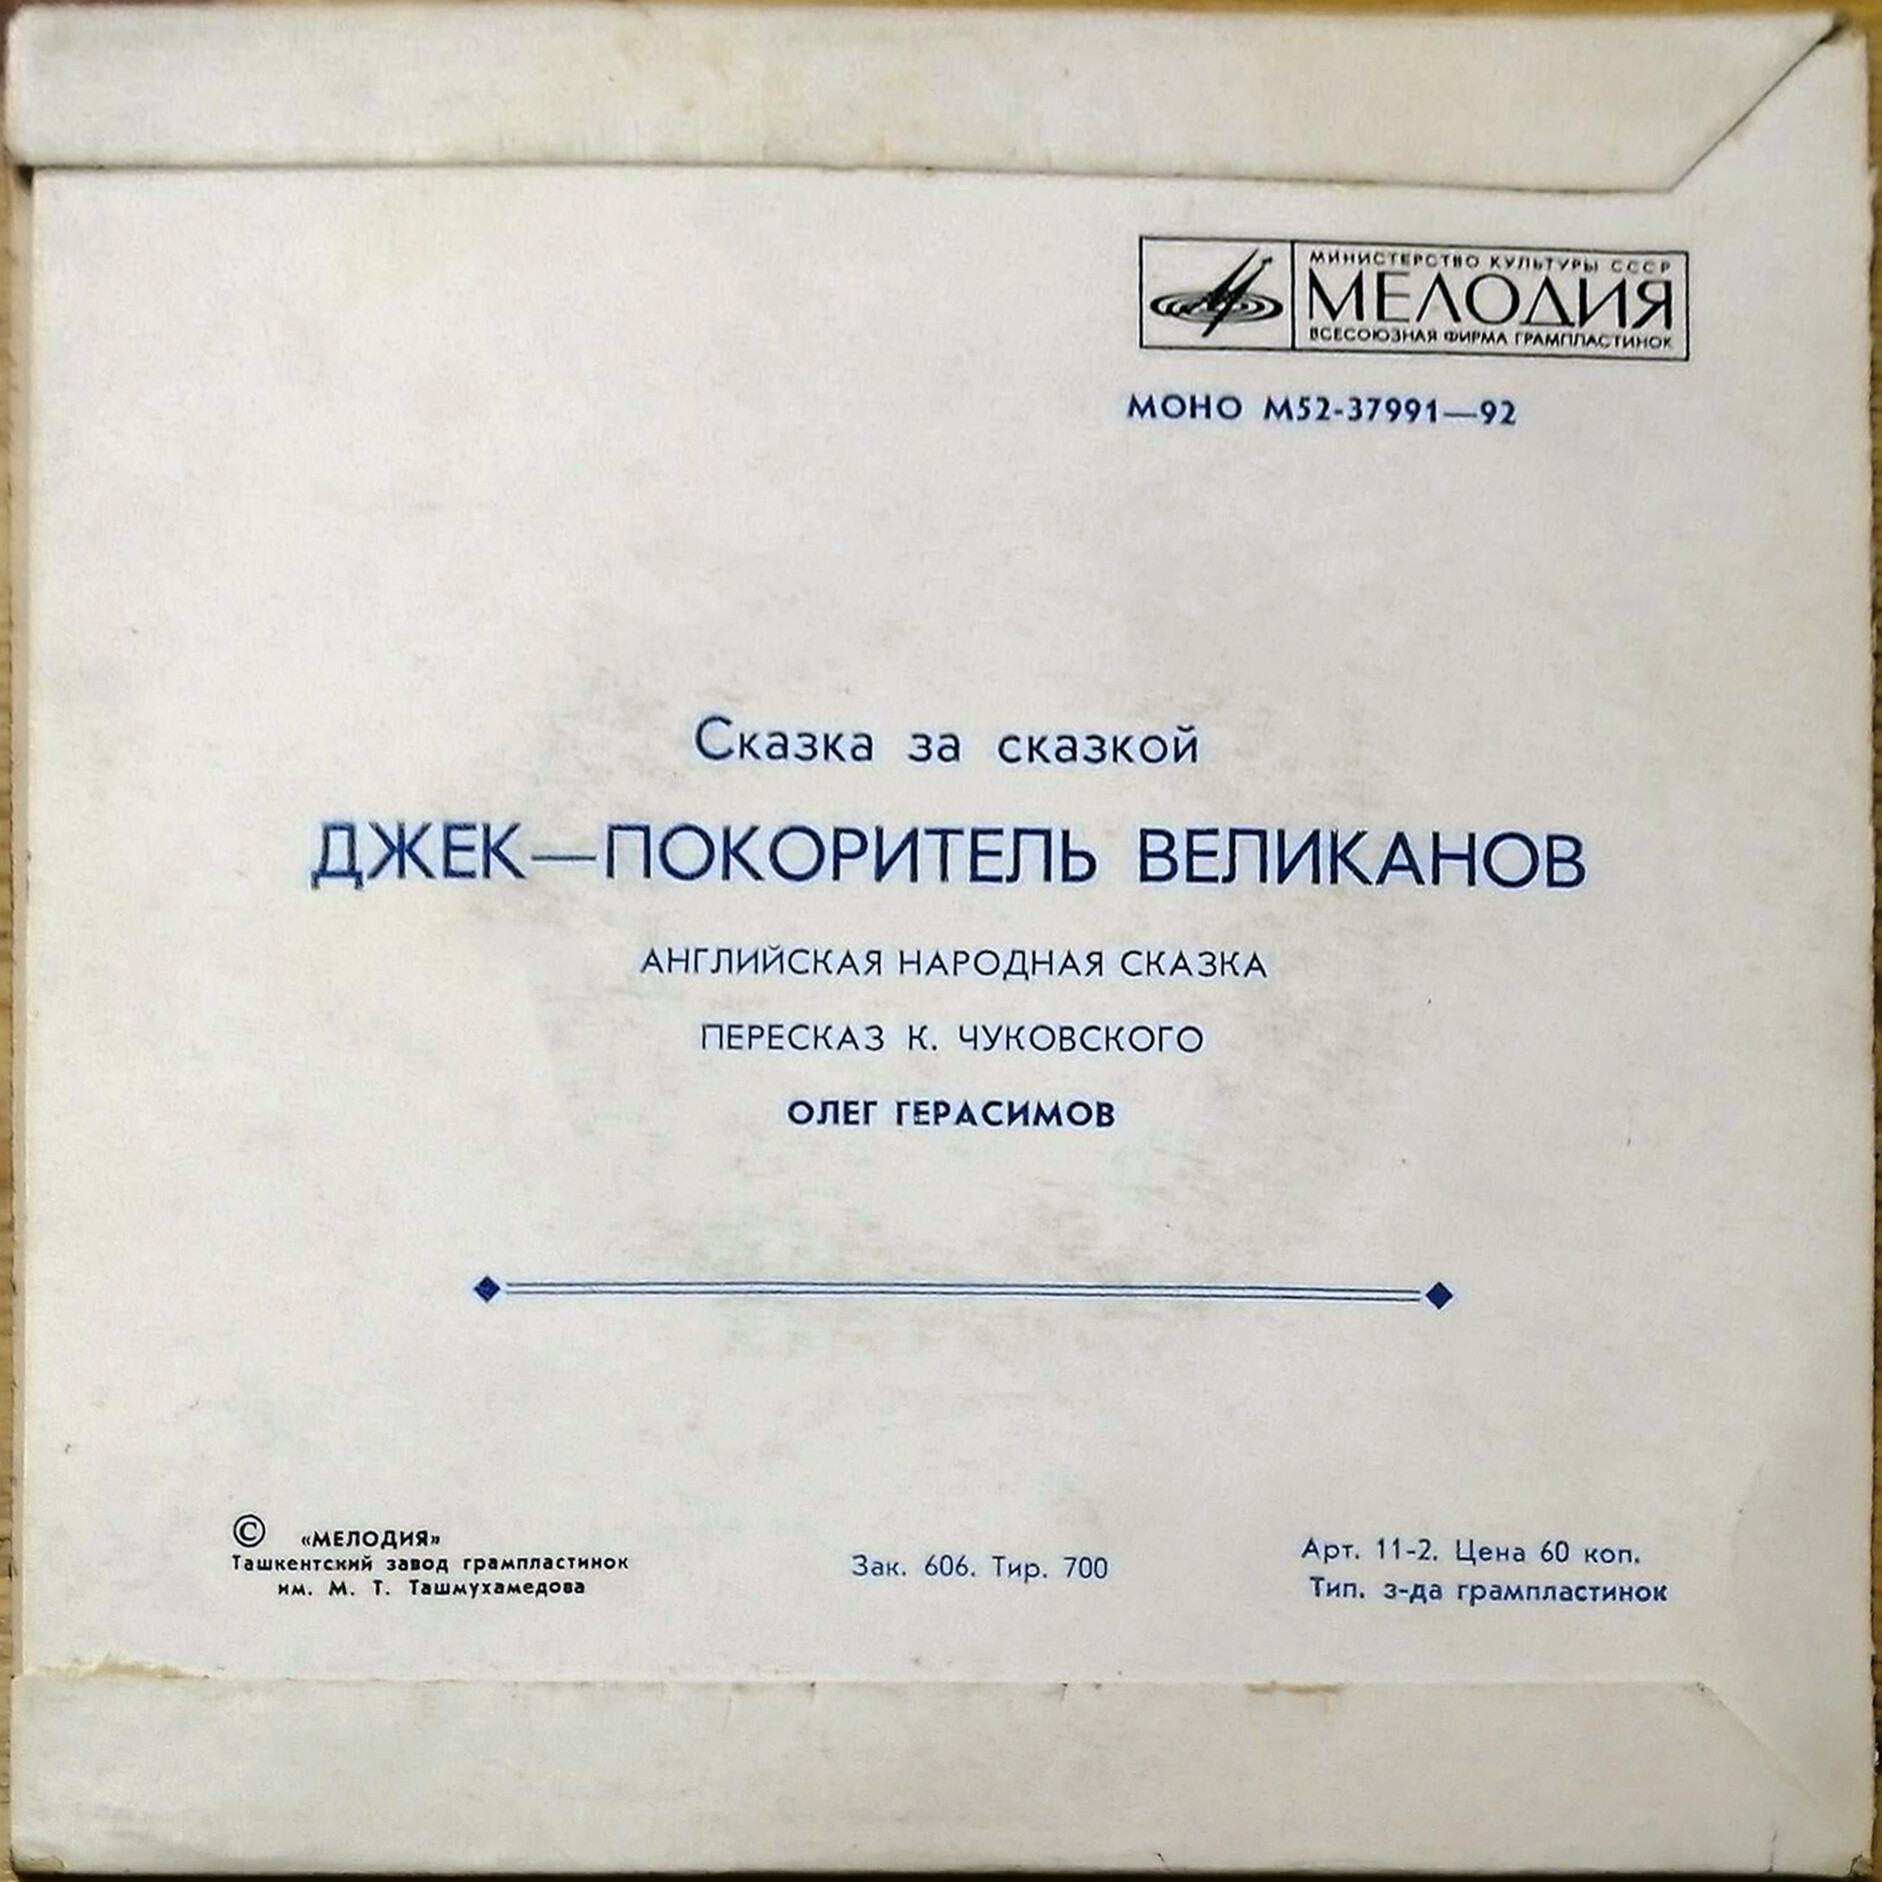 МИНИСТЕРСТВО КУЛЬТУРЫ СССР
МЕЛОДИЯ
ВСЕСОЮЗНАЯ ФИРМА ГРАМПЛАСТИНОК
МОНО М52-37991—92
Сказка за сказкой
ДЖЕК—ПОКОРИТЕЛЬ ВЕЛИКАНОВ
АНГЛИЙСКАЯ НАРОДНАЯ СКАЗКА
ПЕРЕСКАЗ К. ЧУКОВСКОГО
ОЛЕГ ГЕРАСИМОВ
© «МЕЛОДИЯ»
Ташкентский завод грампластинок
им. М. Т. Ташмухамедова
Зак. 606. Тир. 700
Арт. 11-2. Цена 60 коп.
Тип. з-да грампластинок